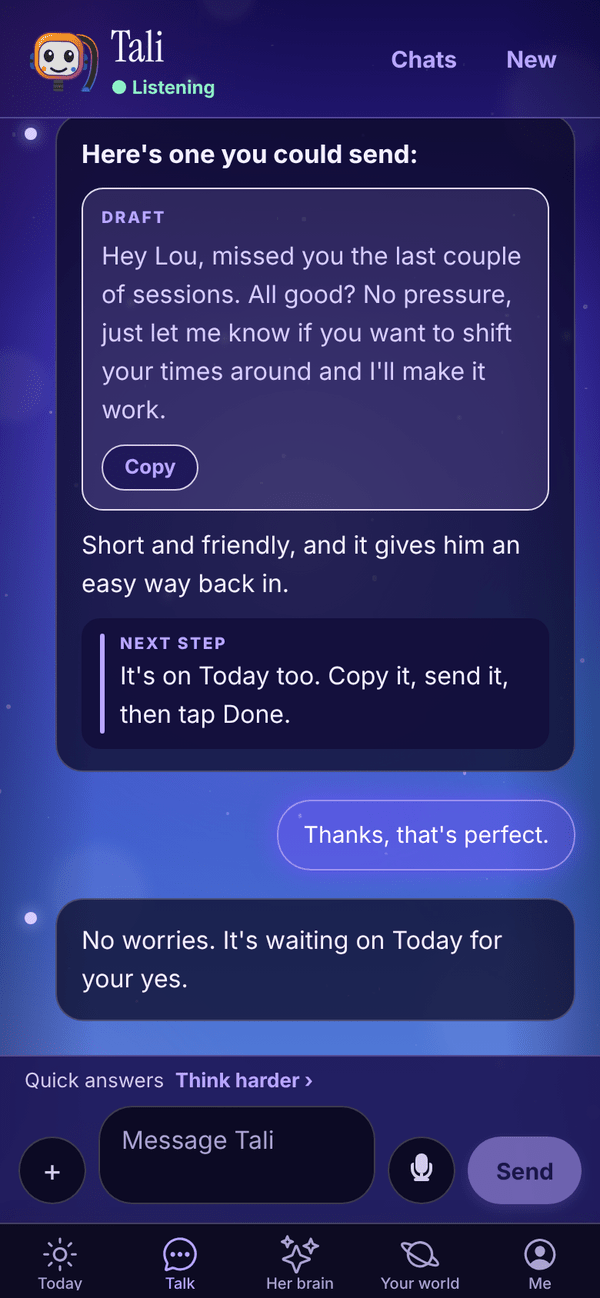 Tali
Listening
Chats
New
Here's one you could send:
DRAFT
Hey Lou, missed you the last couple
of sessions. All good? No pressure,
just let me know if you want to shift
your times around and I'll make it
work.
Copy
Short and friendly, and it gives him an
easy way back in.
NEXT STEP
It's on Today too. Copy it, send it,
then tap Done.
Thanks, that's perfect.
No worries. It's waiting on Today for
your yes.
Quick answers Think harder ›
+
Message Tali
Send
Today
Talk
Her brain
Your world
Me